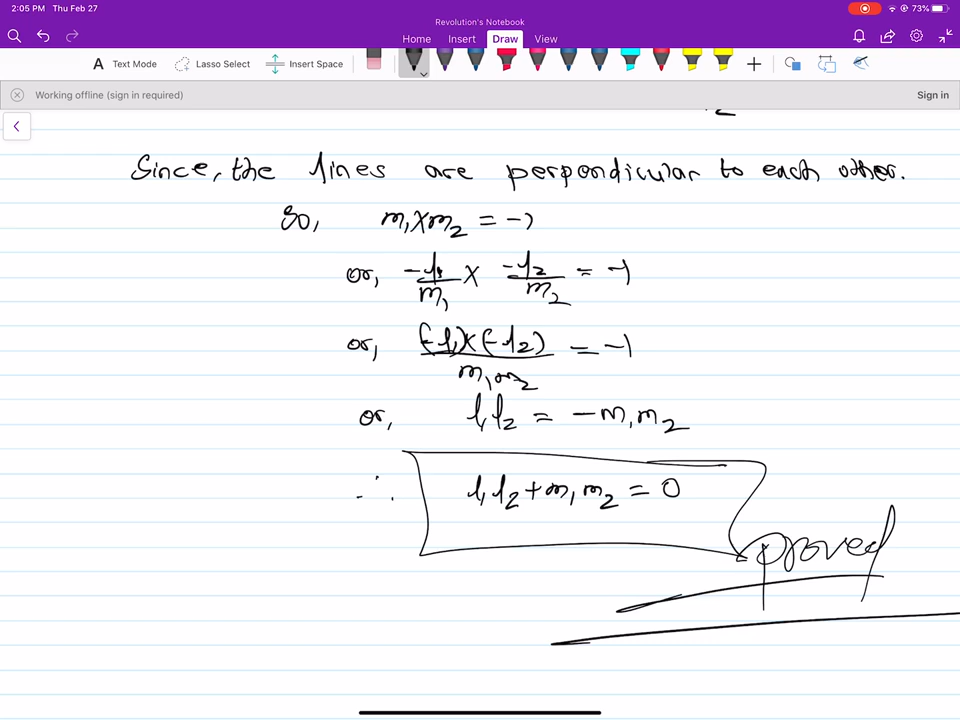 2:05 PM Thu Feb 27
73%
Revolution's Notebook
Home Insert Draw View
A Text Mode Lasso Select Insert Space
Working offline (sign in required) Sign in
Since, the lines are perpendicular to each other.
So, m₁×m₂ = -1
or, -l₁/m₁ × -l₂/m₂ = -1
or, (-l₁)×(-l₂)/m₁m₂ = -1
or, l₁l₂ = -m₁m₂
∴ l₁l₂+m₁m₂ = 0
proved